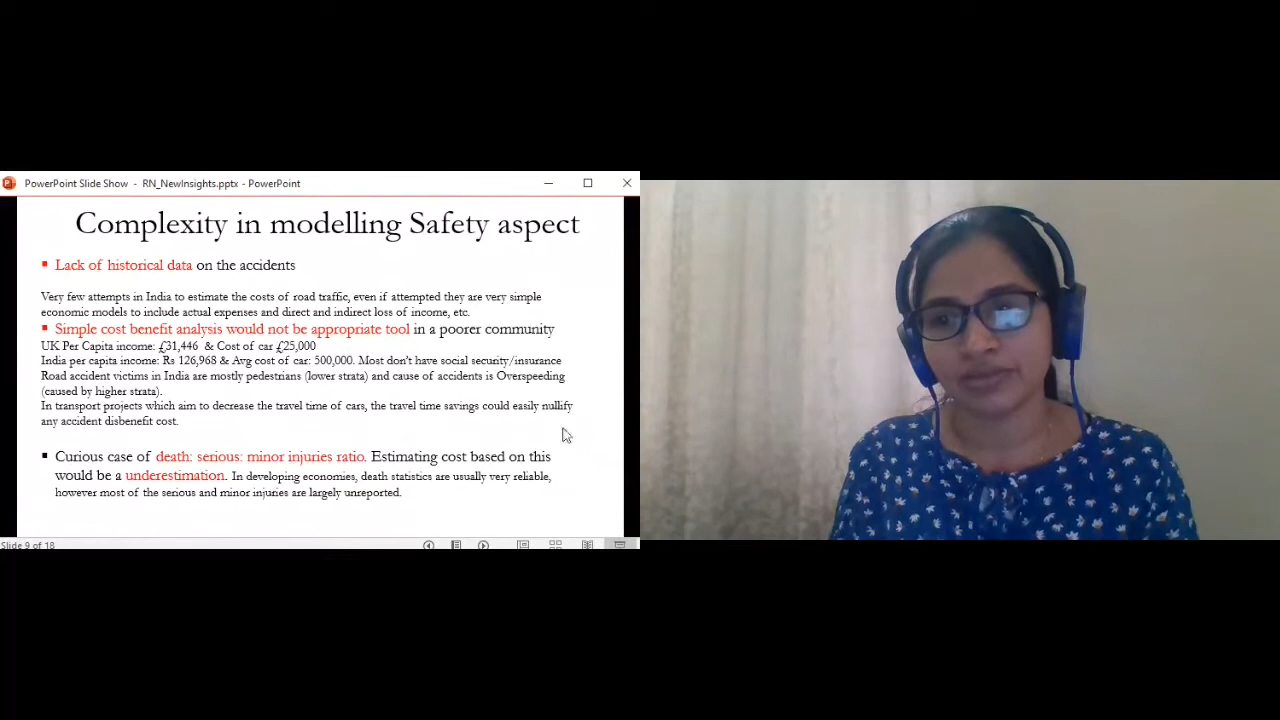 PowerPoint Slide Show - RN_NewInsights.pptx - PowerPoint
Complexity in modelling Safety aspect
▪ Lack of historical data on the accidents
Very few attempts in India to estimate the costs of road traffic, even if attempted they are very simple
economic models to include actual expenses and direct and indirect loss of income, etc.
▪ Simple cost benefit analysis would not be appropriate tool in a poorer community
UK Per Capita income: £31,446 & Cost of car £25,000
India per capita income: Rs 126,968 & Avg cost of car: 500,000. Most don't have social security/insurance
Road accident victims in India are mostly pedestrians (lower strata) and cause of accidents is Overspeeding
(caused by higher strata).
In transport projects which aim to decrease the travel time of cars, the travel time savings could easily nullify
any accident disbenefit cost.
▪ Curious case of death: serious: minor injuries ratio. Estimating cost based on this
would be a underestimation. In developing economies, death statistics are usually very reliable,
however most of the serious and minor injuries are largely unreported.
Slide 9 of 18